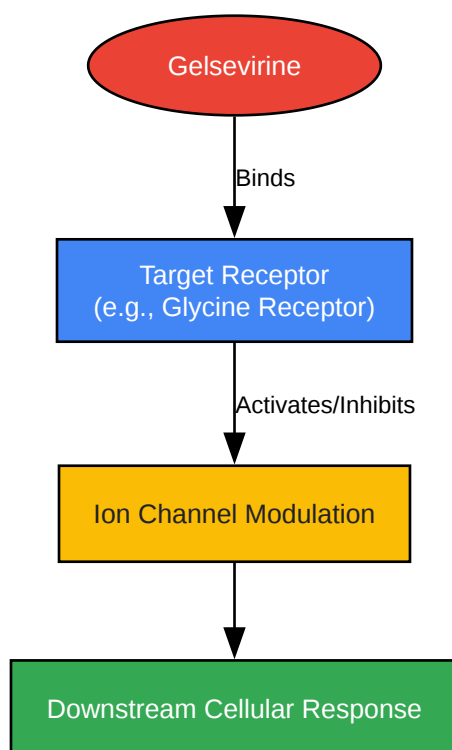 Gelsevirine
Binds
Target Receptor
(e.g., Glycine Receptor)
Activates/Inhibits
Ion Channel Modulation
Downstream Cellular Response